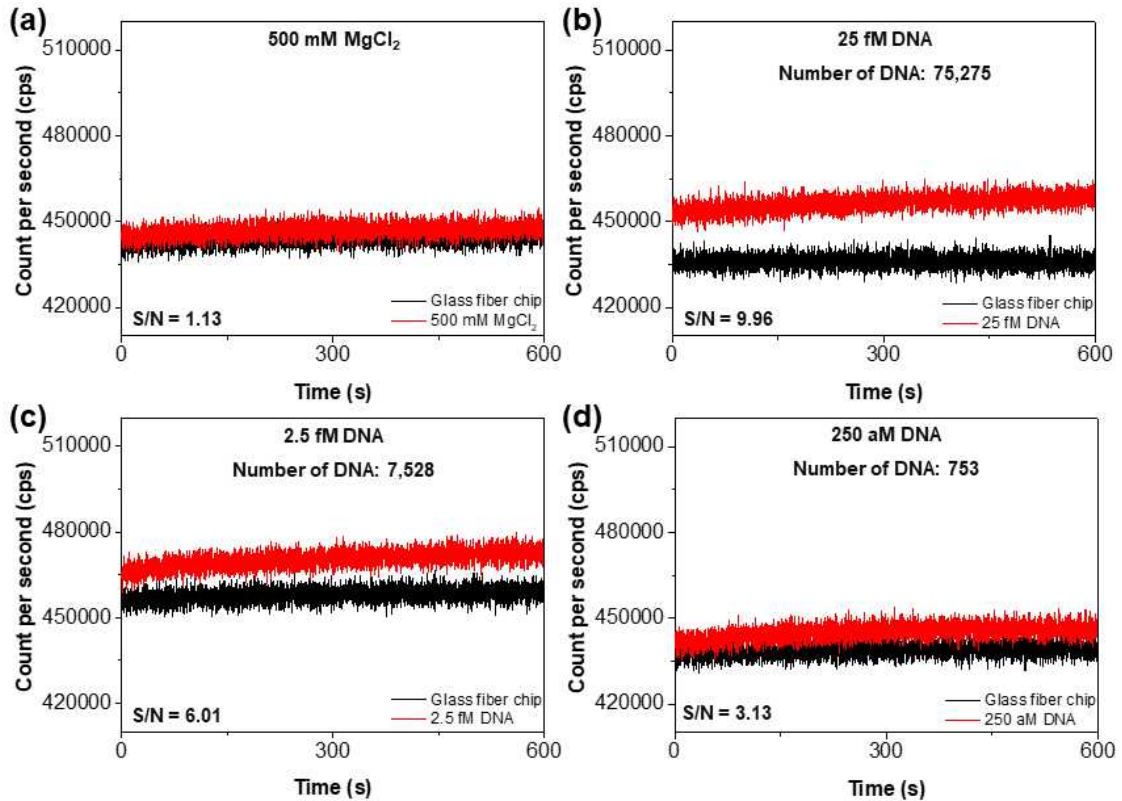 (a)
500 mM MgCl₂
Count per second (cps)
510000
480000
450000
420000
S/N = 1.13
Glass fiber chip
500 mM MgCl₂
0
300
600
Time (s)
(b)
25 fM DNA
Number of DNA: 75,275
Count per second (cps)
510000
480000
450000
420000
S/N = 9.96
Glass fiber chip
25 fM DNA
0
300
600
Time (s)
(c)
2.5 fM DNA
Number of DNA: 7,528
Count per second (cps)
510000
480000
450000
420000
S/N = 6.01
Glass fiber chip
2.5 fM DNA
0
300
600
Time (s)
(d)
250 aM DNA
Number of DNA: 753
Count per second (cps)
510000
480000
450000
420000
S/N = 3.13
Glass fiber chip
250 aM DNA
0
300
600
Time (s)